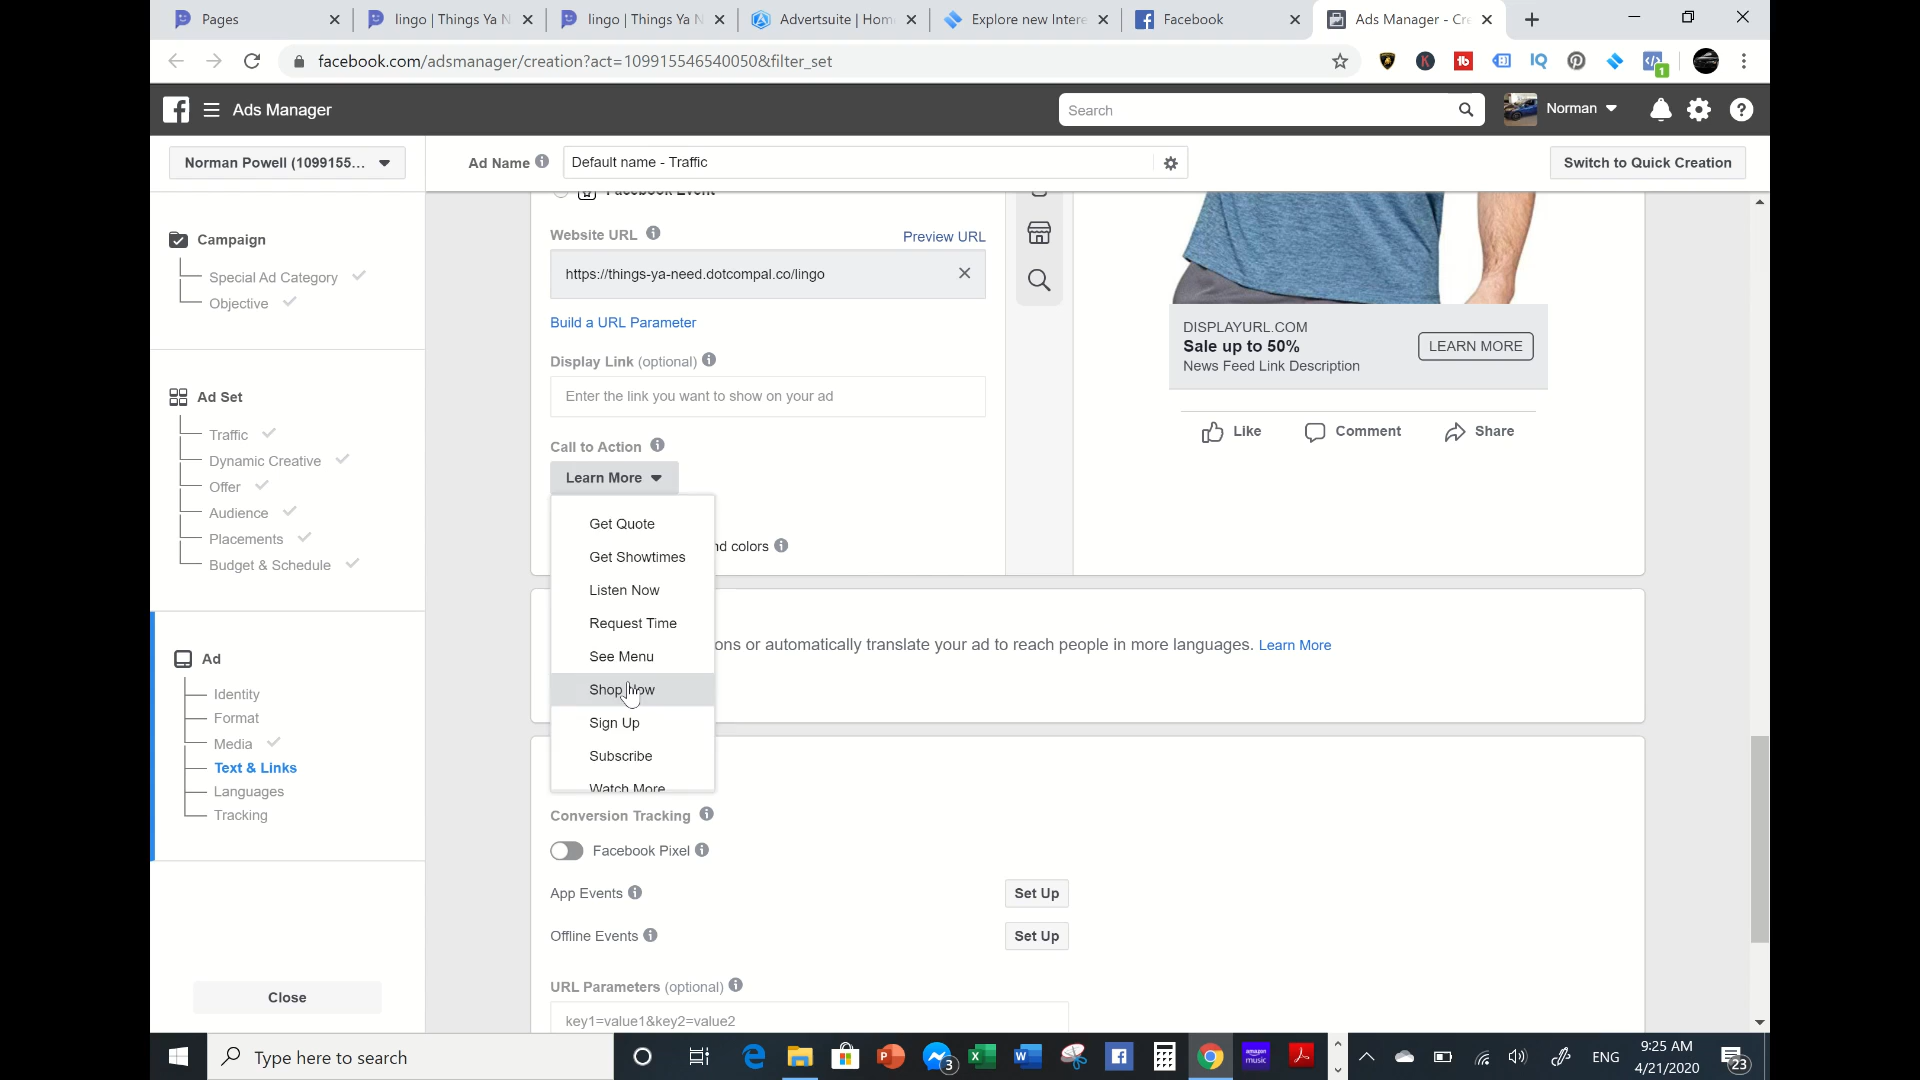 Pages
lingo | Things Ya N
lingo | Things Ya N
Advertsuite | Hom
Explore new Intere
Facebook
Ads Manager - Cre
facebook.com/adsmanager/creation?act=109915546540050&filter_set
1
Ads Manager
Search
Norman
Norman Powell (1099155...
Ad Name
Default name - Traffic
Switch to Quick Creation
Campaign
Special Ad Category
Objective
Ad Set
Traffic
Dynamic Creative
Offer
Audience
Placements
Budget & Schedule
Ad
Identity
Format
Media
Text & Links
Languages
Tracking
Close
Facebook Event
Website URL
Preview URL
https://things-ya-need.dotcompal.co/lingo
Build a URL Parameter
Display Link (optional)
Enter the link you want to show on your ad
Call to Action
Learn More
Get Quote
Get Showtimes
Listen Now
Request Time
See Menu
Shop Now
Sign Up
Subscribe
Watch More
nd colors
ons or automatically translate your ad to reach people in more languages. Learn More
Conversion Tracking
Facebook Pixel
App Events
Set Up
Offline Events
Set Up
URL Parameters (optional)
key1=value1&key2=value2
DISPLAYURL.COM
Sale up to 50%
News Feed Link Description
LEARN MORE
Like
Comment
Share
Type here to search
3
amazon music
ENG
9:25 AM
4/21/2020
23